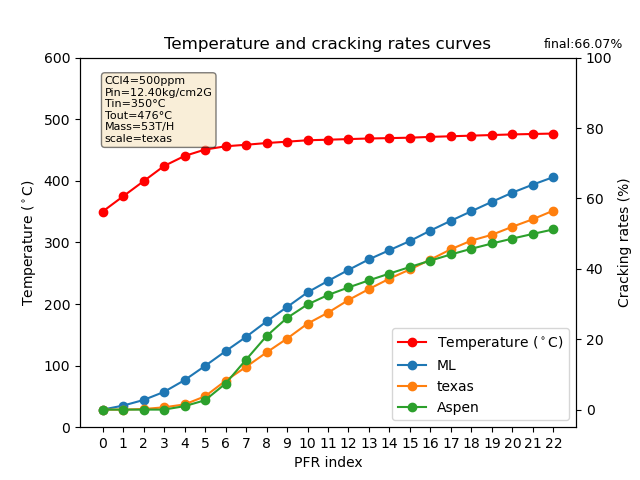 Temperature and cracking rates curves
final:66.07%
CCl4=500ppm
Pin=12.40kg/cm2G
Tin=350°C
Tout=476°C
Mass=53T/H
scale=texas
600
500
400
300
200
100
0
Temperature (°C)
100
80
60
40
20
0
Cracking rates (%)
Temperature (°C)
ML
texas
Aspen
0 1 2 3 4 5 6 7 8 9 10 11 12 13 14 15 16 17 18 19 20 21 22
PFR index